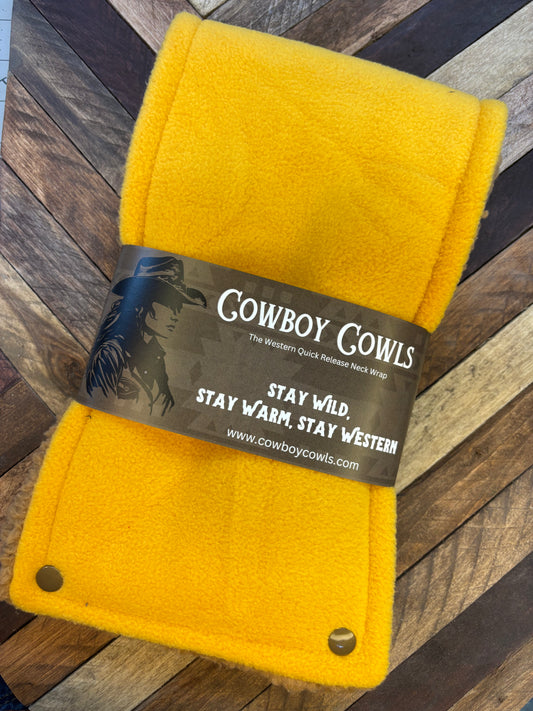 COWBOY COWLS
The Western Quick Release Neck Wrap
STAY WILD,
STAY WARM, STAY WESTERN
www.cowboycowls.com